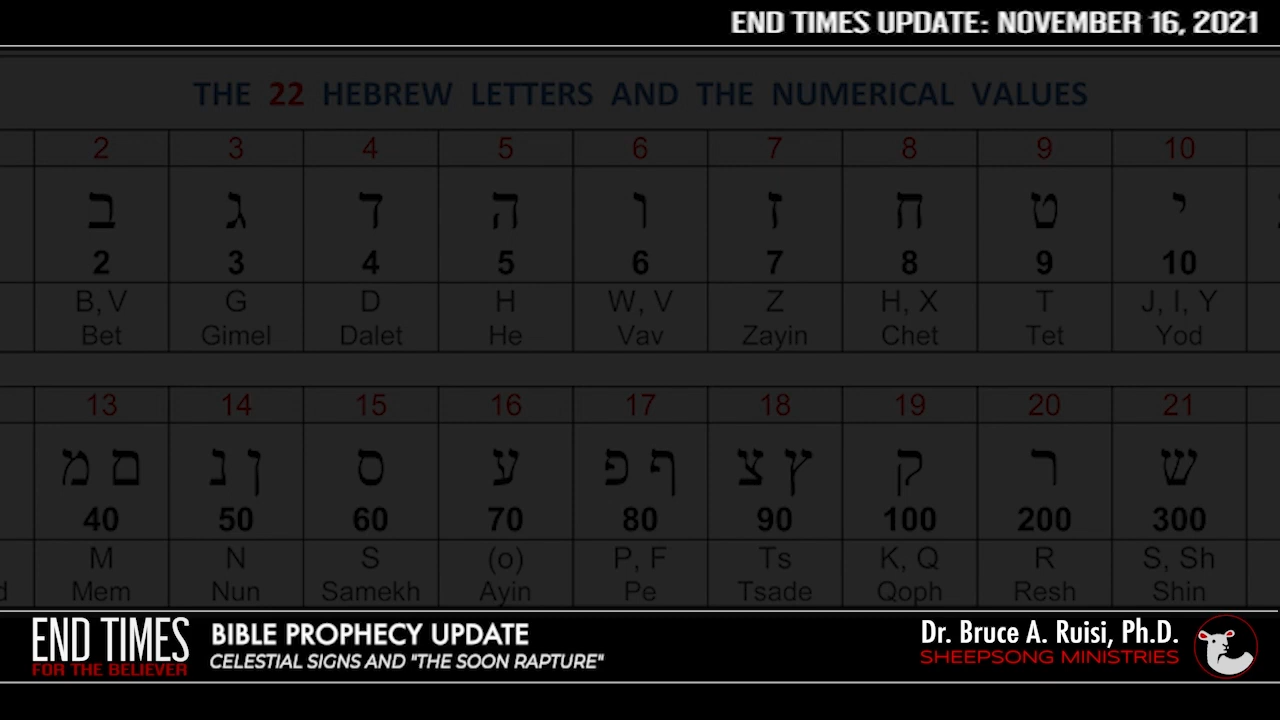 END TIMES UPDATE: NOVEMBER 16, 2021
THE 22 HEBREW LETTERS AND THE NUMERICAL VALUES
2 3 4 5 6 7 8 9 10
ב ג ד ה ו ז ח ט י
2 3 4 5 6 7 8 9 10
B, V G D H W, V Z H, X T J, I, Y
Bet Gimel Dalet He Vav Zayin Chet Tet Yod
13 14 15 16 17 18 19 20 21
מ ם נ ן ס ע פ ף צ ץ ק ר ש
40 50 60 70 80 90 100 200 300
M N S (o) P, F Ts K, Q R S, Sh
d Mem Nun Samekh Ayin Pe Tsade Qoph Resh Shin
END TIMES
FOR THE BELIEVER
BIBLE PROPHECY UPDATE
CELESTIAL SIGNS AND "THE SOON RAPTURE"
Dr. Bruce A. Ruisi, Ph.D.
SHEEPSONG MINISTRIES